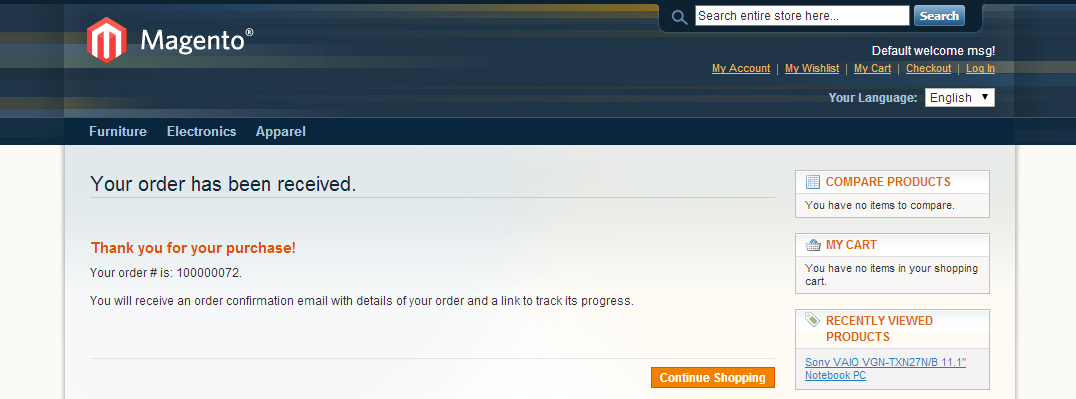 Search entire store here...
Search
Magento®
Default welcome msg!
My Account | My Wishlist | My Cart | Checkout | Log In
Your Language: English
Furniture Electronics Apparel
Your order has been received.
Thank you for your purchase!
Your order # is: 100000072.
You will receive an order confirmation email with details of your order and a link to track its progress.
Continue Shopping
COMPARE PRODUCTS
You have no items to compare.
MY CART
You have no items in your shopping
cart.
RECENTLY VIEWED
PRODUCTS
Sony VAIO VGN-TXN27N/B 11.1"
Notebook PC